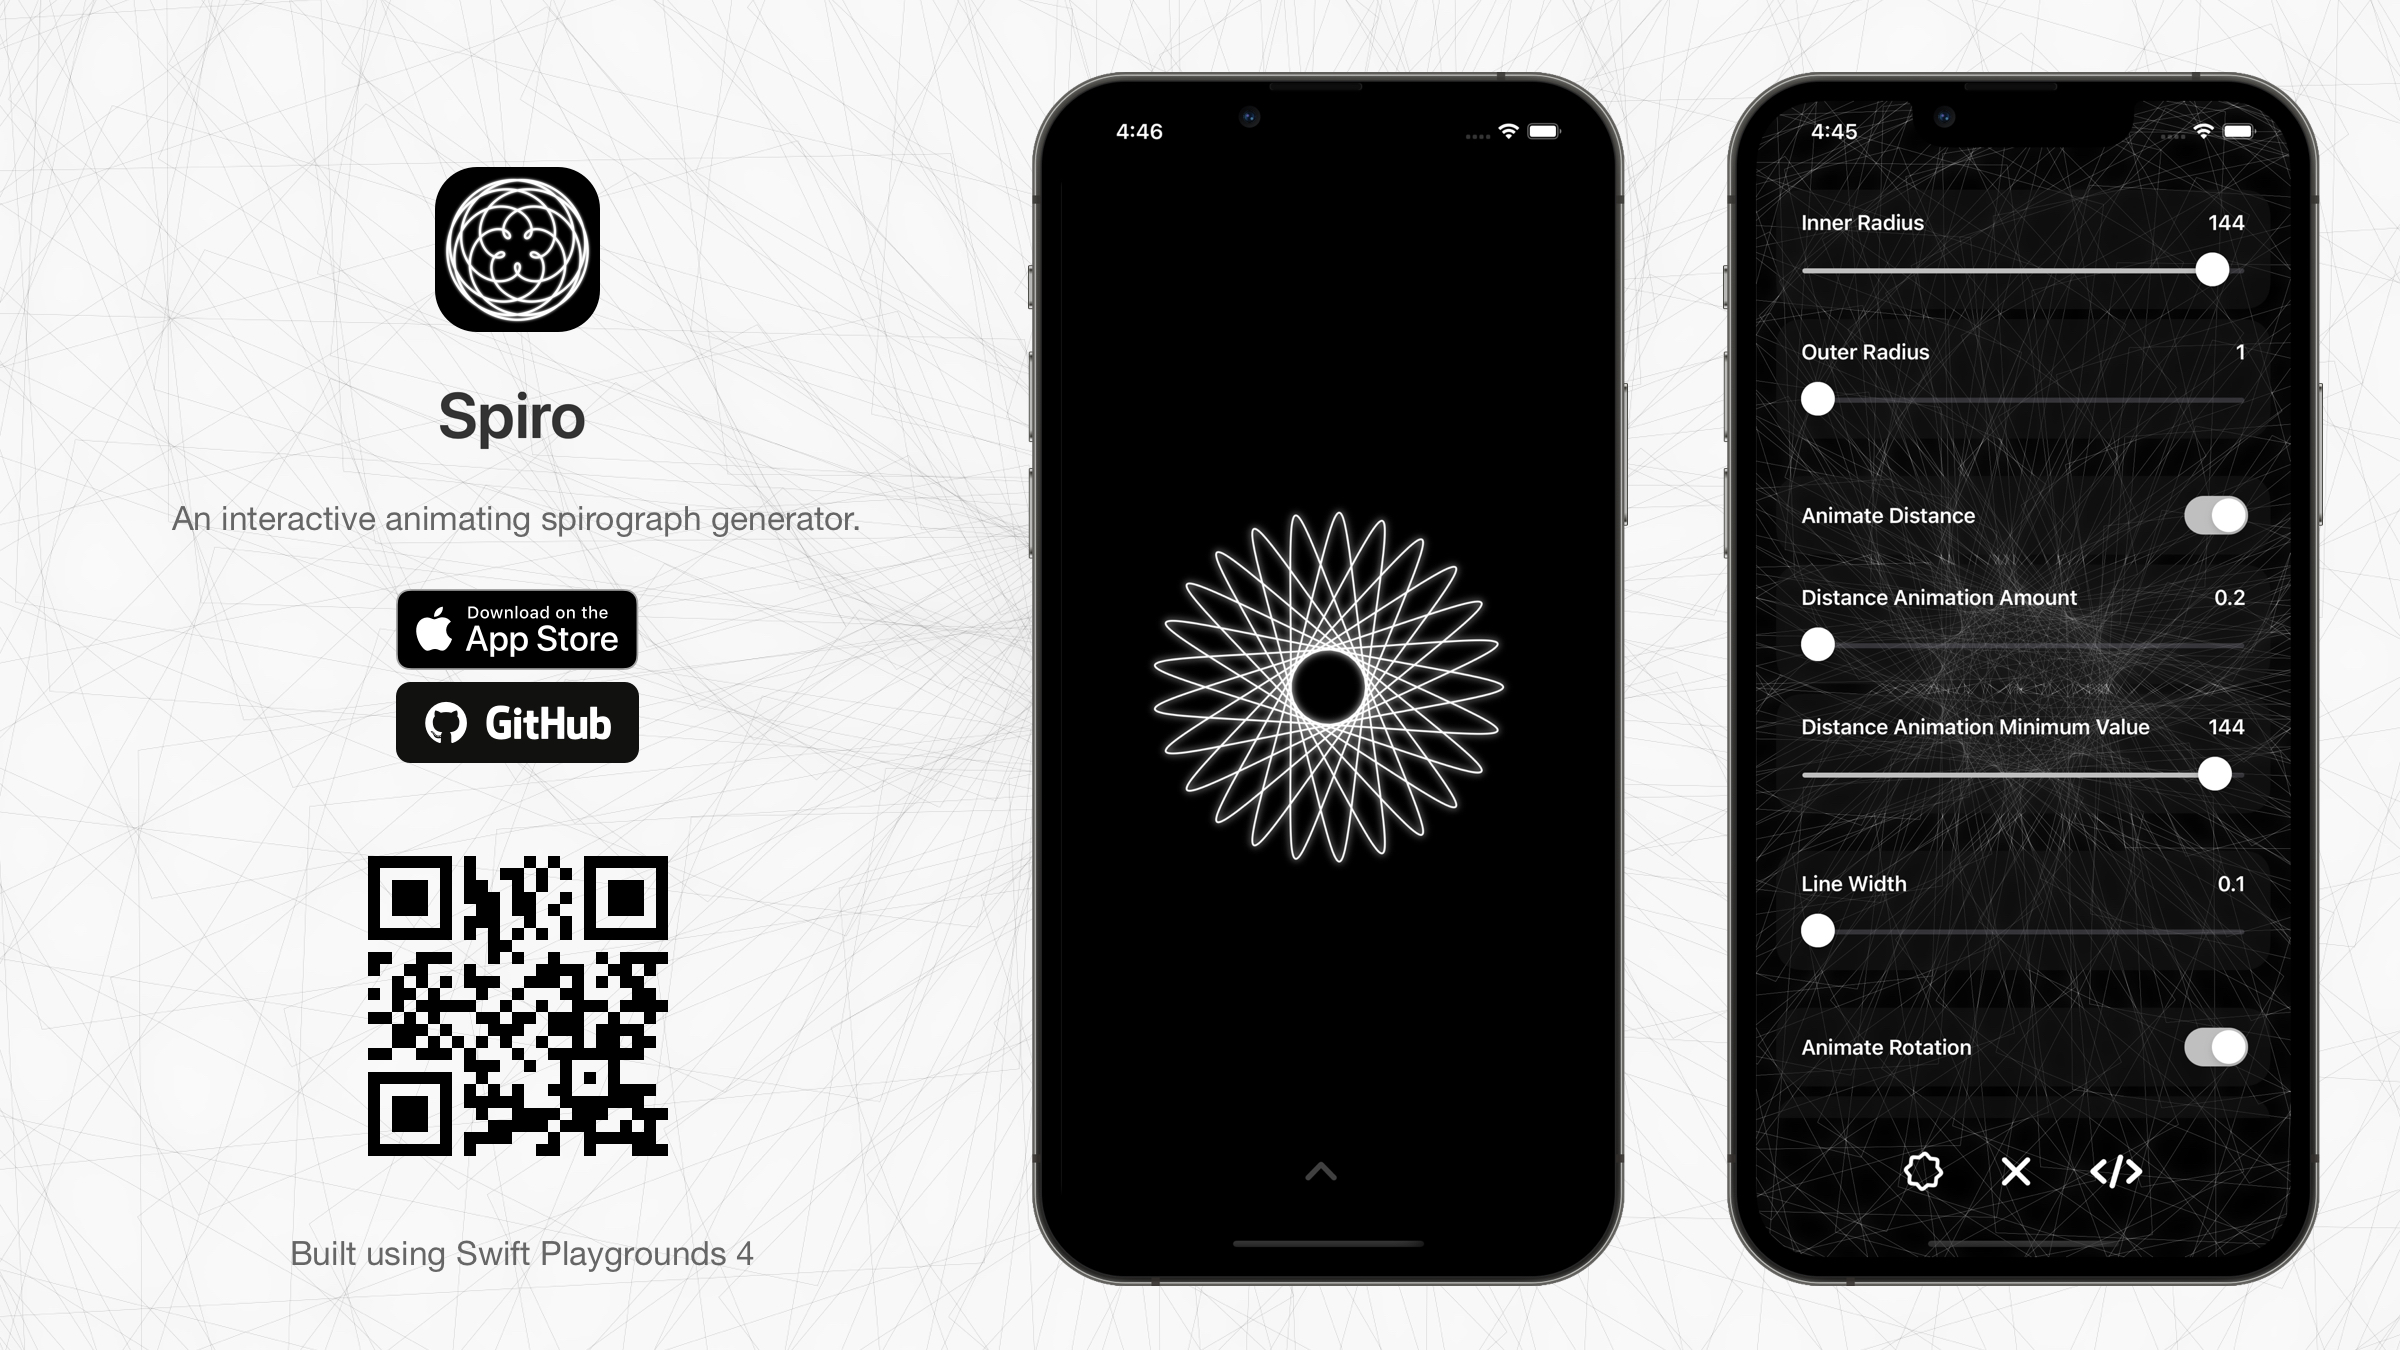 Spiro
An interactive animating spirograph generator.
Download on the
App Store
GitHub
Built using Swift Playgrounds 4
4:46
4:45
Inner Radius 144
Outer Radius 1
Animate Distance
Distance Animation Amount 0.2
Distance Animation Minimum Value 144
Line Width 0.1
Animate Rotation